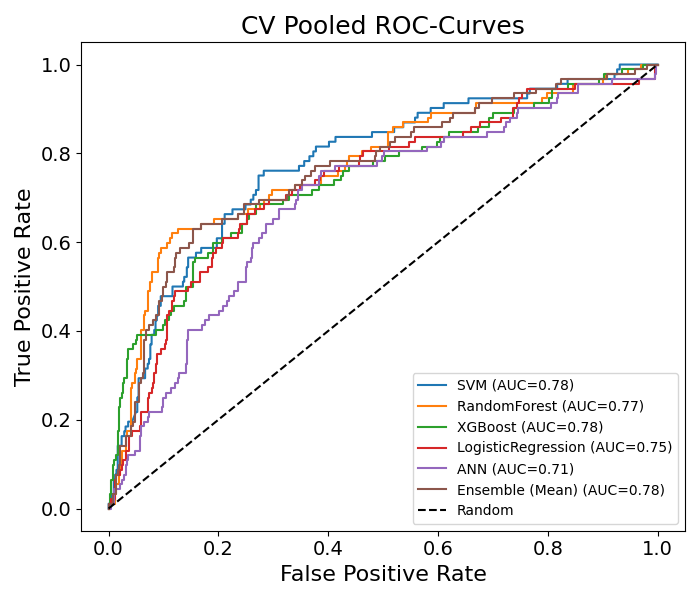 CV Pooled ROC-Curves
True Positive Rate
1.0
0.8
0.6
0.4
0.2
0.0
SVM (AUC=0.78)
RandomForest (AUC=0.77)
XGBoost (AUC=0.78)
LogisticRegression (AUC=0.75)
ANN (AUC=0.71)
Ensemble (Mean) (AUC=0.78)
Random
0.0 0.2 0.4 0.6 0.8 1.0
False Positive Rate